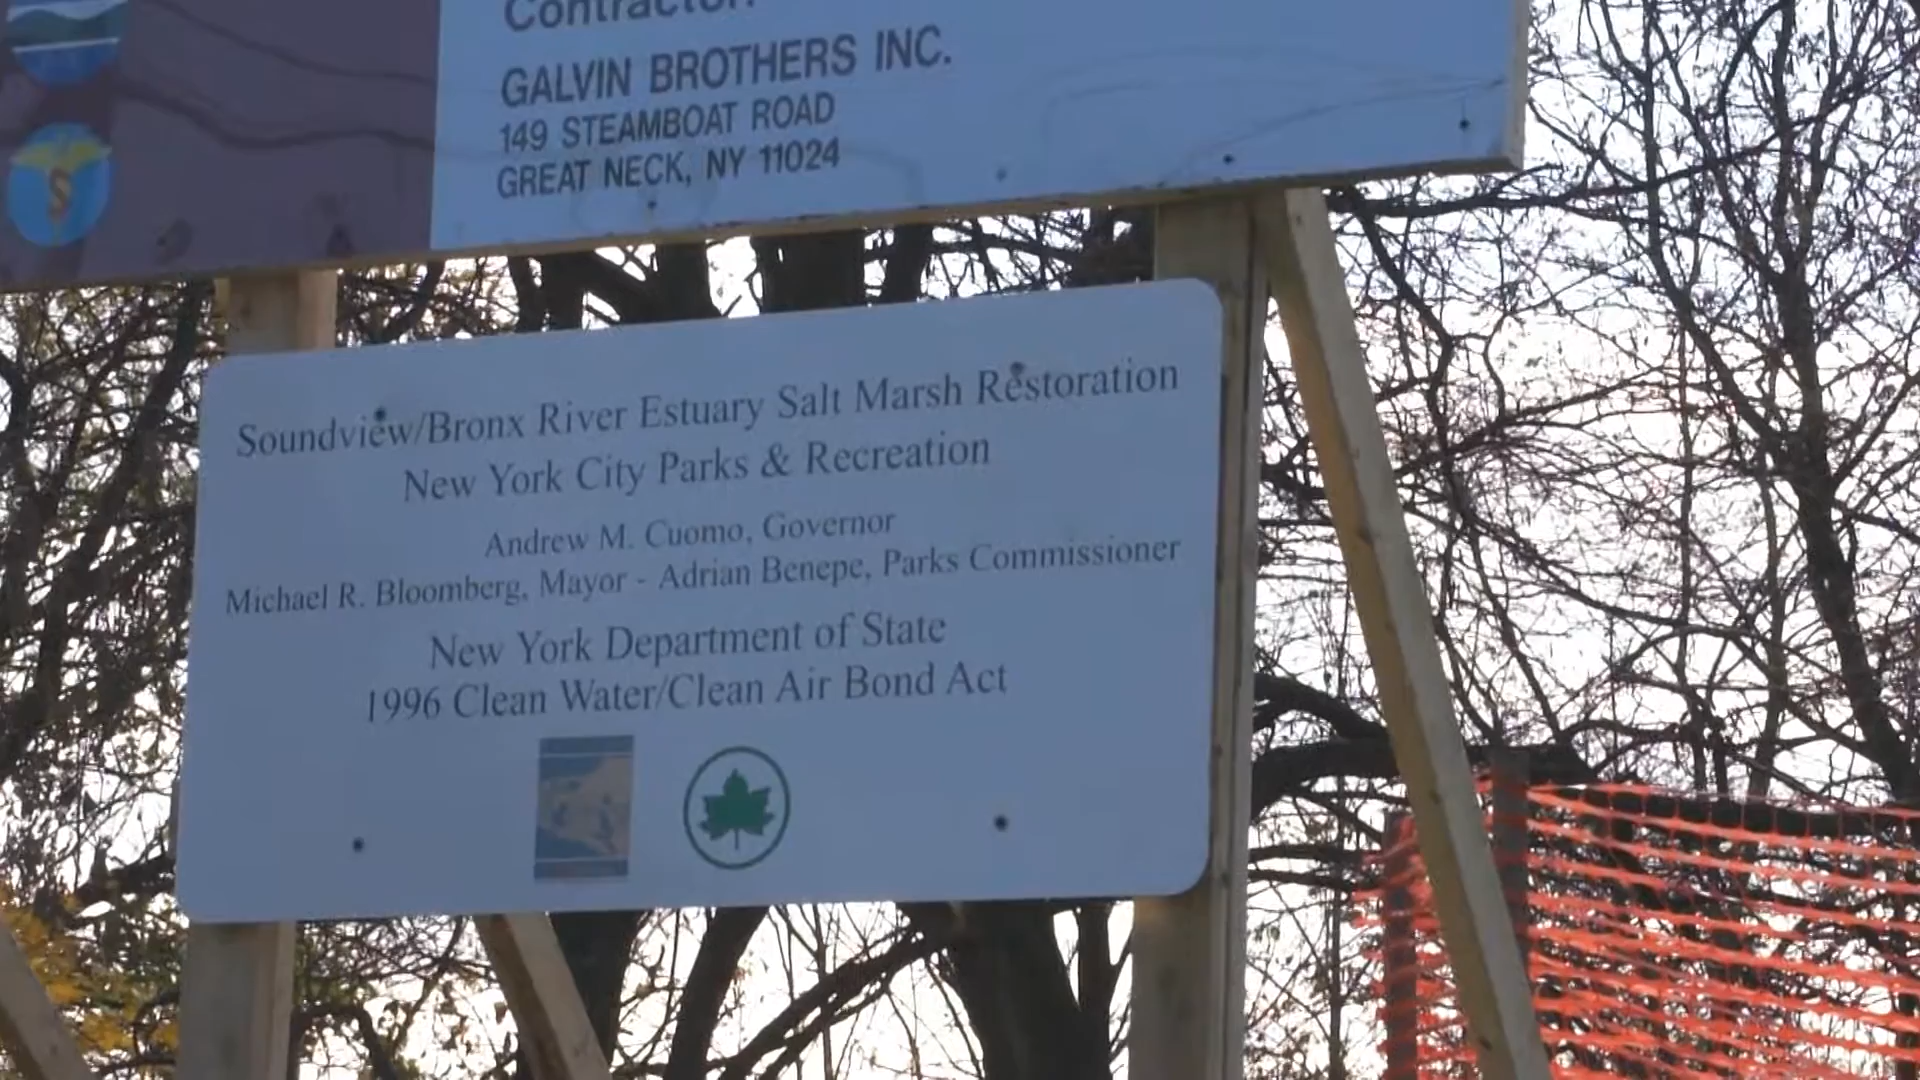 Contractor:
GALVIN BROTHERS INC.
149 STEAMBOAT ROAD
GREAT NECK, NY 11024
Soundview/Bronx River Estuary Salt Marsh Restoration
New York City Parks & Recreation
Andrew M. Cuomo, Governor
Michael R. Bloomberg, Mayor - Adrian Benepe, Parks Commissioner
New York Department of State
1996 Clean Water/Clean Air Bond Act